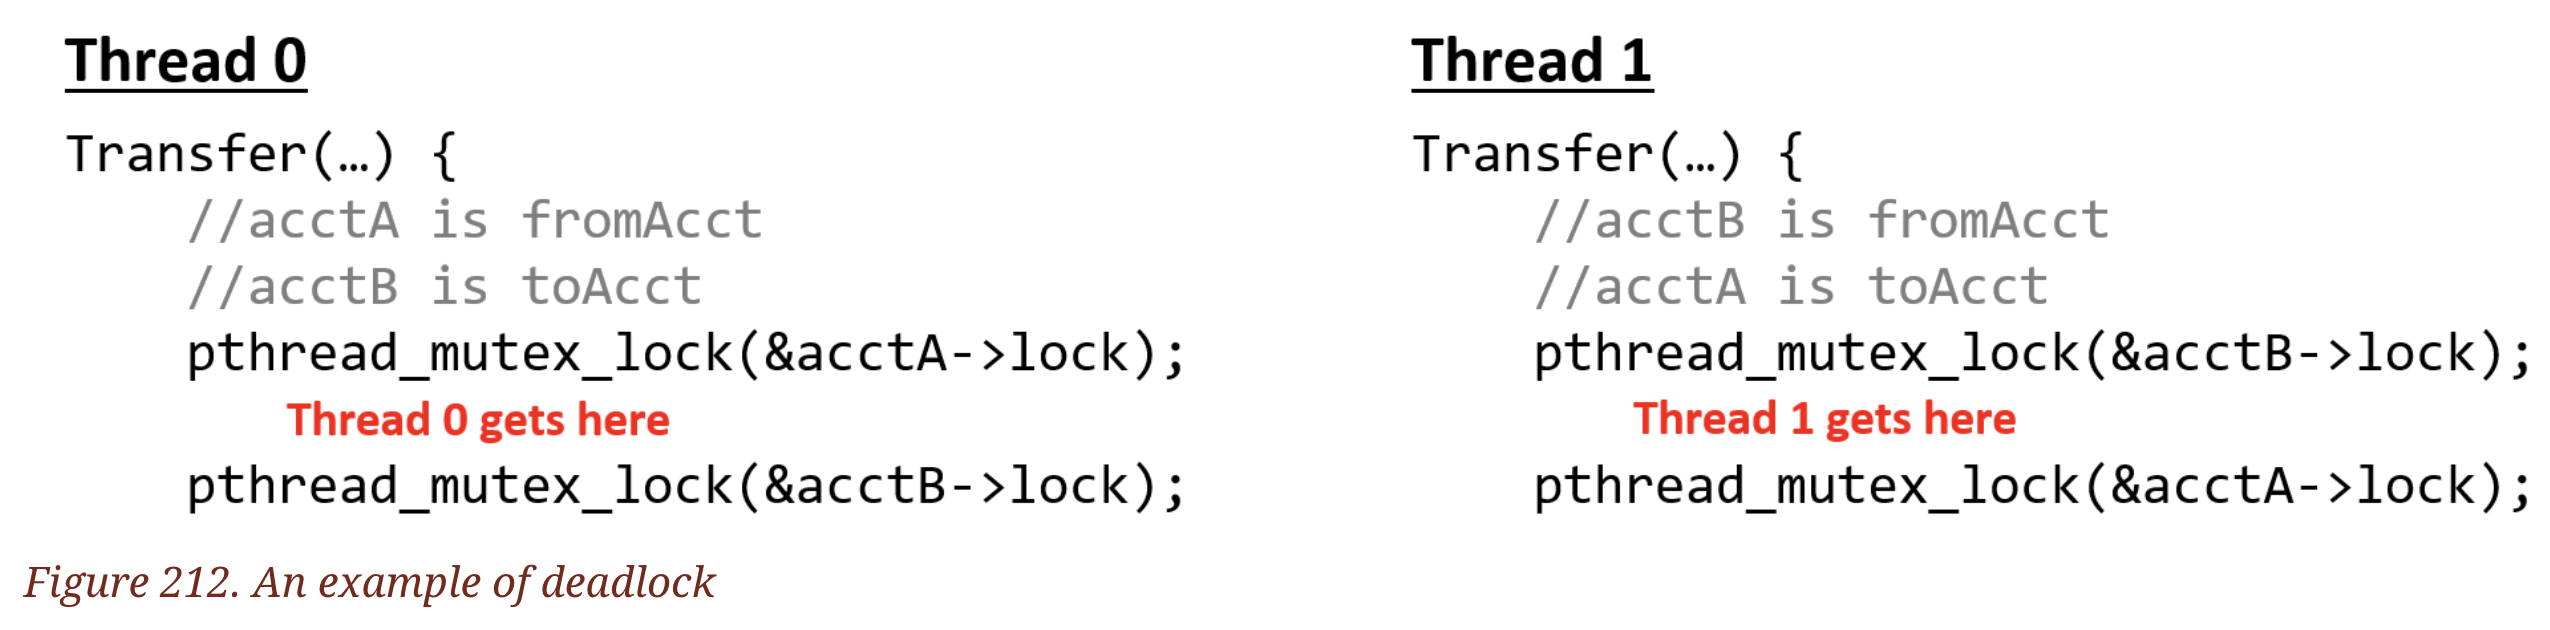 Thread 0
Transfer(…) {
//acctA is fromAcct
//acctB is toAcct
pthread_mutex_lock(&acctA->lock);
Thread 0 gets here
pthread_mutex_lock(&acctB->lock);
Thread 1
Transfer(…) {
//acctB is fromAcct
//acctA is toAcct
pthread_mutex_lock(&acctB->lock);
Thread 1 gets here
pthread_mutex_lock(&acctA->lock);
Figure 212. An example of deadlock